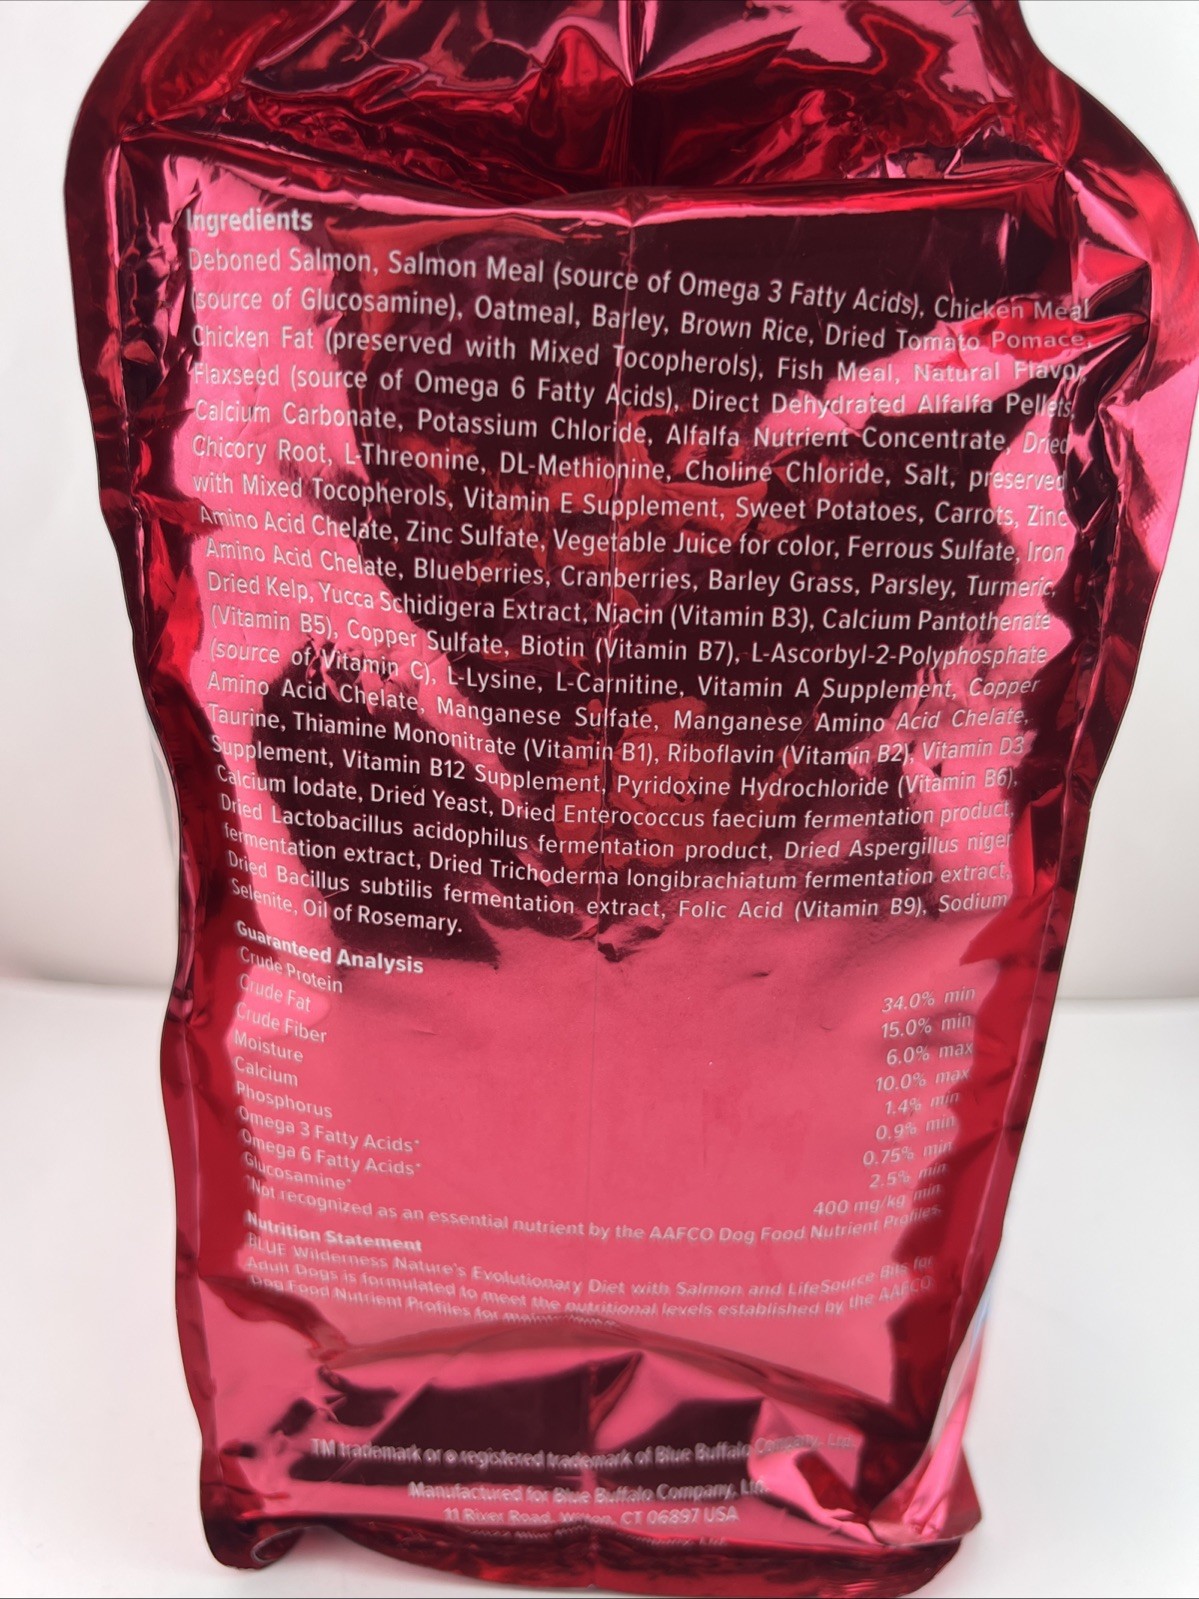 Ingredients
Deboned Salmon, Salmon Meal (source of Omega 3 Fatty Acids), Chicken Meal
(source of Glucosamine), Oatmeal, Barley, Brown Rice, Dried Tomato Pomace,
Chicken Fat (preserved with Mixed Tocopherols), Fish Meal, Natural Flavor,
Flaxseed (source of Omega 6 Fatty Acids), Direct Dehydrated Alfalfa Pellets,
Calcium Carbonate, Potassium Chloride, Alfalfa Nutrient Concentrate, Dried
Chicory Root, L-Threonine, DL-Methionine, Choline Chloride, Salt, preserved
with Mixed Tocopherols, Vitamin E Supplement, Sweet Potatoes, Carrots, Zinc
Amino Acid Chelate, Zinc Sulfate, Vegetable Juice for color, Ferrous Sulfate, Iron
Amino Acid Chelate, Blueberries, Cranberries, Barley Grass, Parsley, Turmeric,
Dried Kelp, Yucca Schidigera Extract, Niacin (Vitamin B3), Calcium Pantothenate
(Vitamin B5), Copper Sulfate, Biotin (Vitamin B7), L-Ascorbyl-2-Polyphosphate
(source of Vitamin C), L-Lysine, L-Carnitine, Vitamin A Supplement, Copper
Amino Acid Chelate, Manganese Sulfate, Manganese Amino Acid Chelate,
Taurine, Thiamine Mononitrate (Vitamin B1), Riboflavin (Vitamin B2), Vitamin D3
Supplement, Vitamin B12 Supplement, Pyridoxine Hydrochloride (Vitamin B6),
Calcium Iodate, Dried Yeast, Dried Enterococcus faecium fermentation product,
Dried Lactobacillus acidophilus fermentation product, Dried Aspergillus niger
fermentation extract, Dried Trichoderma longibrachiatum fermentation extract,
Dried Bacillus subtilis fermentation extract, Folic Acid (Vitamin B9), Sodium
Selenite, Oil of Rosemary.
Guaranteed Analysis
Crude Protein 34.0% min
Crude Fat 15.0% min
Crude Fiber 6.0% max
Moisture 10.0% max
Calcium 1.4% min
Phosphorus 0.9% min
Omega 3 Fatty Acids* 0.75% min
Omega 6 Fatty Acids* 2.5% min
Glucosamine* 400 mg/kg min
*Not recognized as an essential nutrient by the AAFCO Dog Food Nutrient Profiles.
Nutrition Statement
BLUE Wilderness Nature's Evolutionary Diet with Salmon and LifeSource Bits for
Adult Dogs is formulated to meet the nutritional levels established by the AAFCO
Dog Food Nutrient Profiles for
TM trademark or ® registered trademark of Blue Buffalo Company, Ltd.
Manufactured for Blue Buffalo Company, Ltd.
11 River Road, Wilton, CT 06897 USA